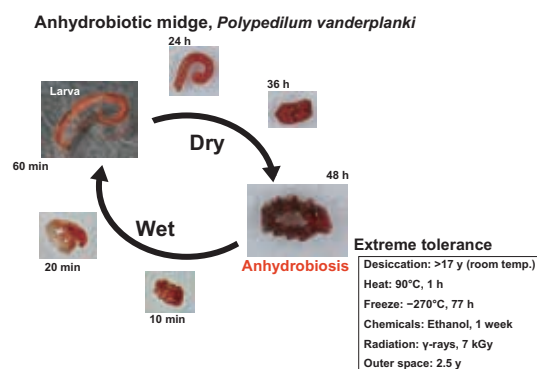 Anhydrobiotic midge, Polypedilum vanderplanki
24 h
Larva
36 h
Dry
60 min
48 h
Wet
20 min
Anhydrobiosis
10 min
Extreme tolerance
Desiccation: >17 y (room temp.)
Heat: 90°C, 1 h
Freeze: −270°C, 77 h
Chemicals: Ethanol, 1 week
Radiation: γ-rays, 7 kGy
Outer space: 2.5 y